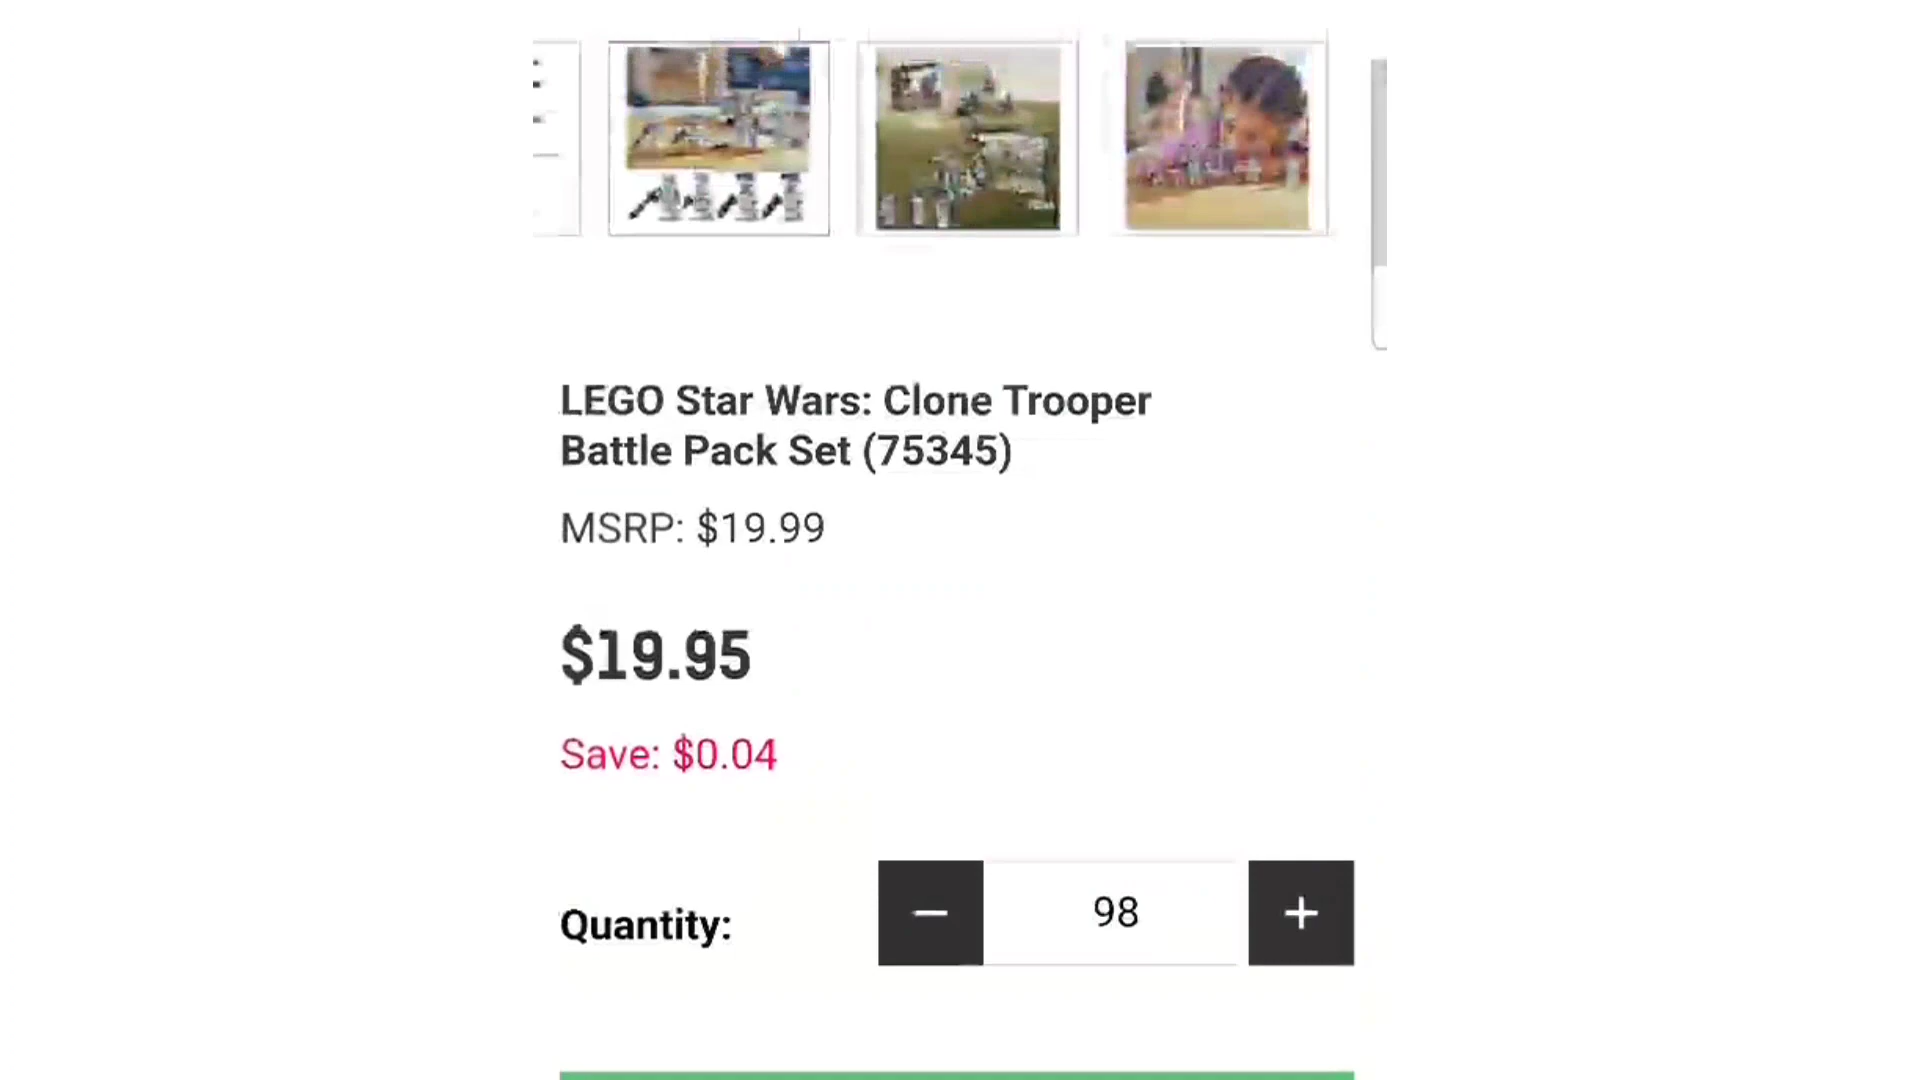 LEGO Star Wars: Clone Trooper
Battle Pack Set (75345)
MSRP: $19.99
$19.95
Save: $0.04
Quantity:
− 98 +